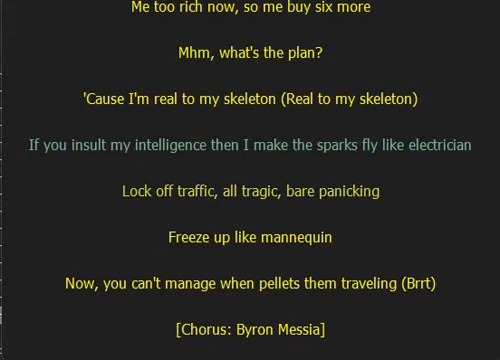 Me too rich now, so me buy six more
Mhm, what's the plan?
'Cause I'm real to my skeleton (Real to my skeleton)
If you insult my intelligence then I make the sparks fly like electrician
Lock off traffic, all tragic, bare panicking
Freeze up like mannequin
Now, you can't manage when pellets them traveling (Brrt)
[Chorus: Byron Messia]